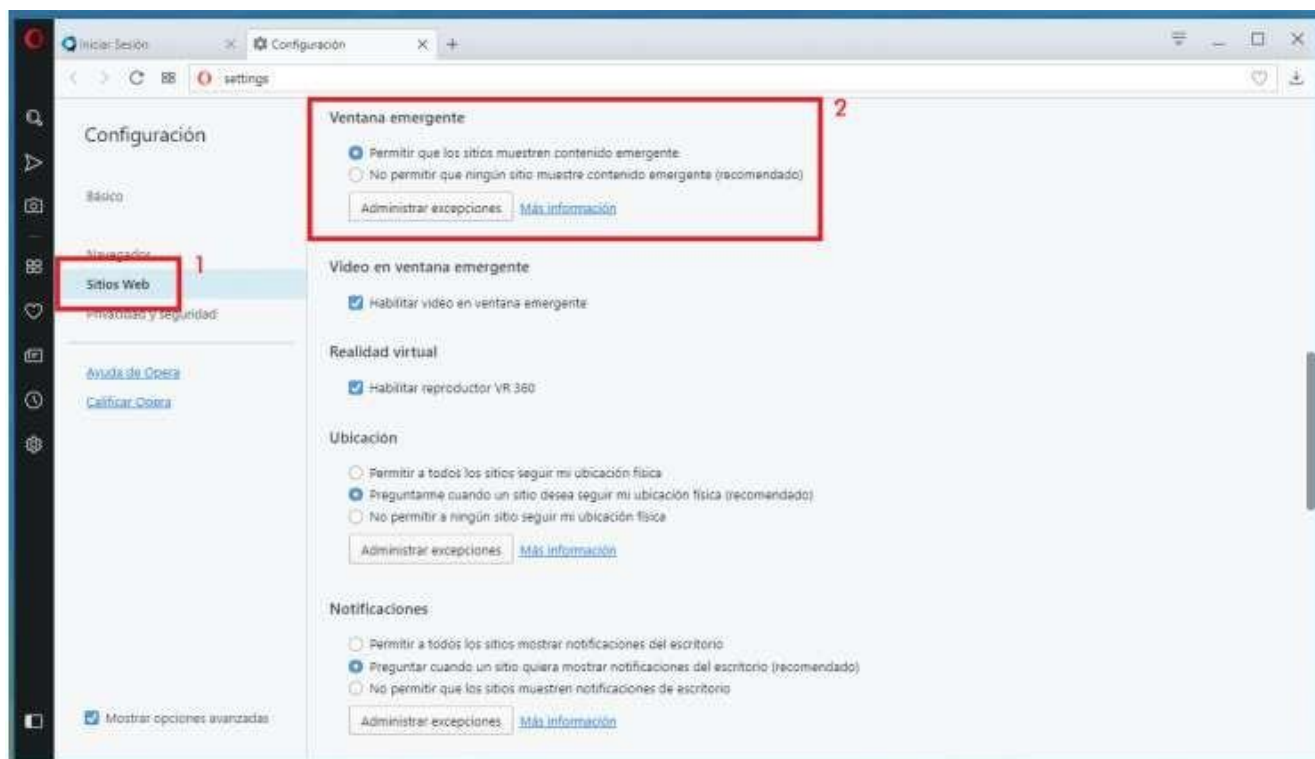 Iniciar Sesión
Configuración
settings
Configuración
Básico
Navegador
Sitios Web
Privacidad y seguridad
Ayuda de Opera
Calificar Opera
Mostrar opciones avanzadas
1
2
Ventana emergente
Permitir que los sitios muestren contenido emergente
No permitir que ningún sitio muestre contenido emergente (recomendado)
Administrar excepciones Más información
Video en ventana emergente
Habilitar video en ventana emergente
Realidad virtual
Habilitar reproductor VR 360
Ubicación
Permitir a todos los sitios seguir mi ubicación física
Preguntarme cuando un sitio desea seguir mi ubicación física (recomendado)
No permitir a ningún sitio seguir mi ubicación física
Administrar excepciones Más información
Notificaciones
Permitir a todos los sitios mostrar notificaciones del escritorio
Preguntar cuando un sitio quiera mostrar notificaciones del escritorio (recomendado)
No permitir que los sitios muestren notificaciones de escritorio
Administrar excepciones Más información